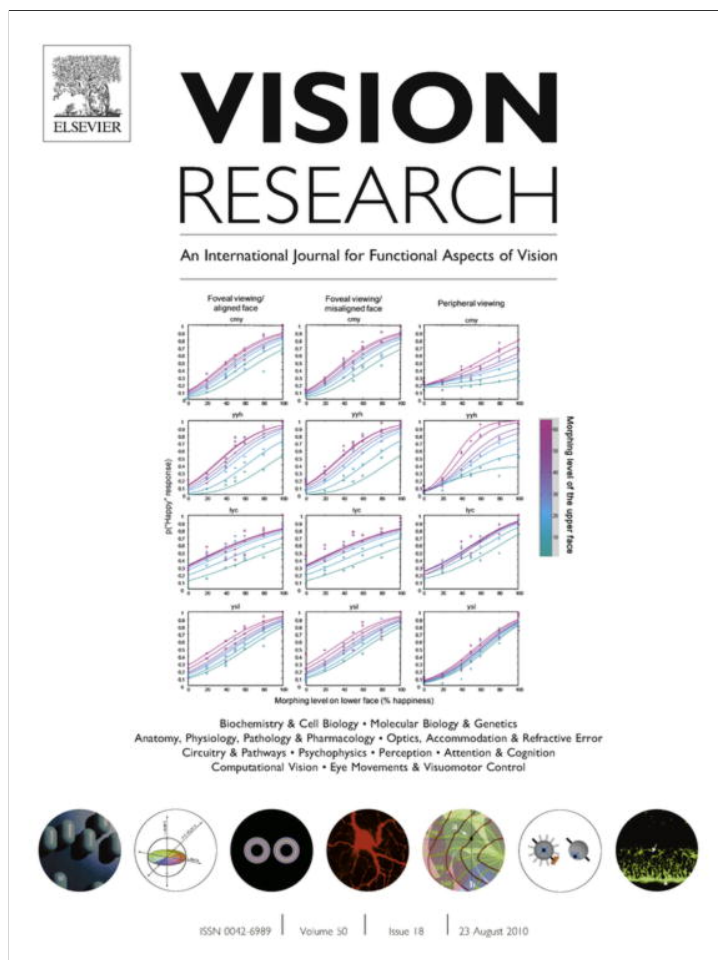 ELSEVIER
VISION
RESEARCH
An International Journal for Functional Aspects of Vision
Foveal viewing/ aligned face
Foveal viewing/ misaligned face
Peripheral viewing
cmy
cmy
cmy
yyh
yyh
yyh
lyc
lyc
lyc
ysl
ysl
ysl
p("Happy" response)
Morphing level of the upper face
Morphing level on lower face (% happiness)
Biochemistry & Cell Biology • Molecular Biology & Genetics
Anatomy, Physiology, Pathology & Pharmacology • Optics, Accommodation & Refractive Error
Circuitry & Pathways • Psychophysics • Perception • Attention & Cognition
Computational Vision • Eye Movements & Visuomotor Control
ISSN 0042-6989 | Volume 50 | Issue 18 | 23 August 2010